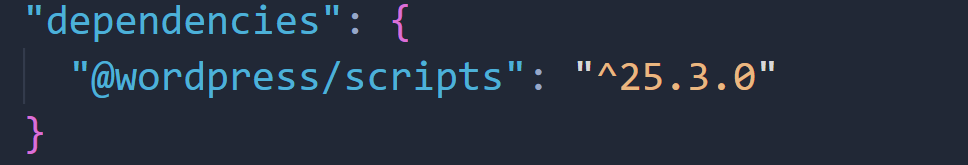 "dependencies": {
"@wordpress/scripts": "^25.3.0"
}